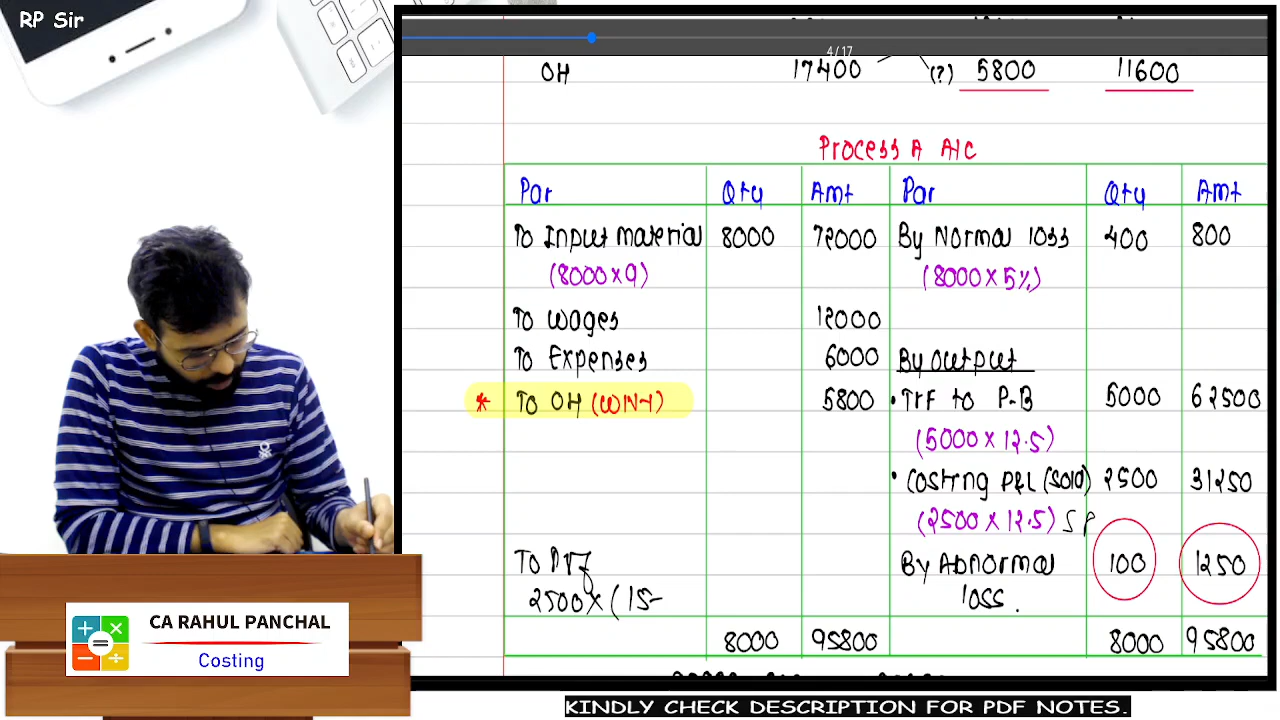 RP Sir
4/17
OH 17400 (?) 5800 11600
Process A A/c
Par Qty Amt Par Qty Amt
To Input material 8000 72000 By Normal loss 400 800
(8000 × 9) (8000 × 5%)
To Wages 12000
To Expenses 6000 By output
* To OH (WN-1) 5800 • Trf to P-B 5000 62500
(5000 × 12.5)
• Costing P&L (Sold) 2500 31250
(2500 × 12.5) SP
To By Abnormal 100 1250
2500 × (15- loss.
8000 95800 8000 95800
CA RAHUL PANCHAL
Costing
KINDLY CHECK DESCRIPTION FOR PDF NOTES.